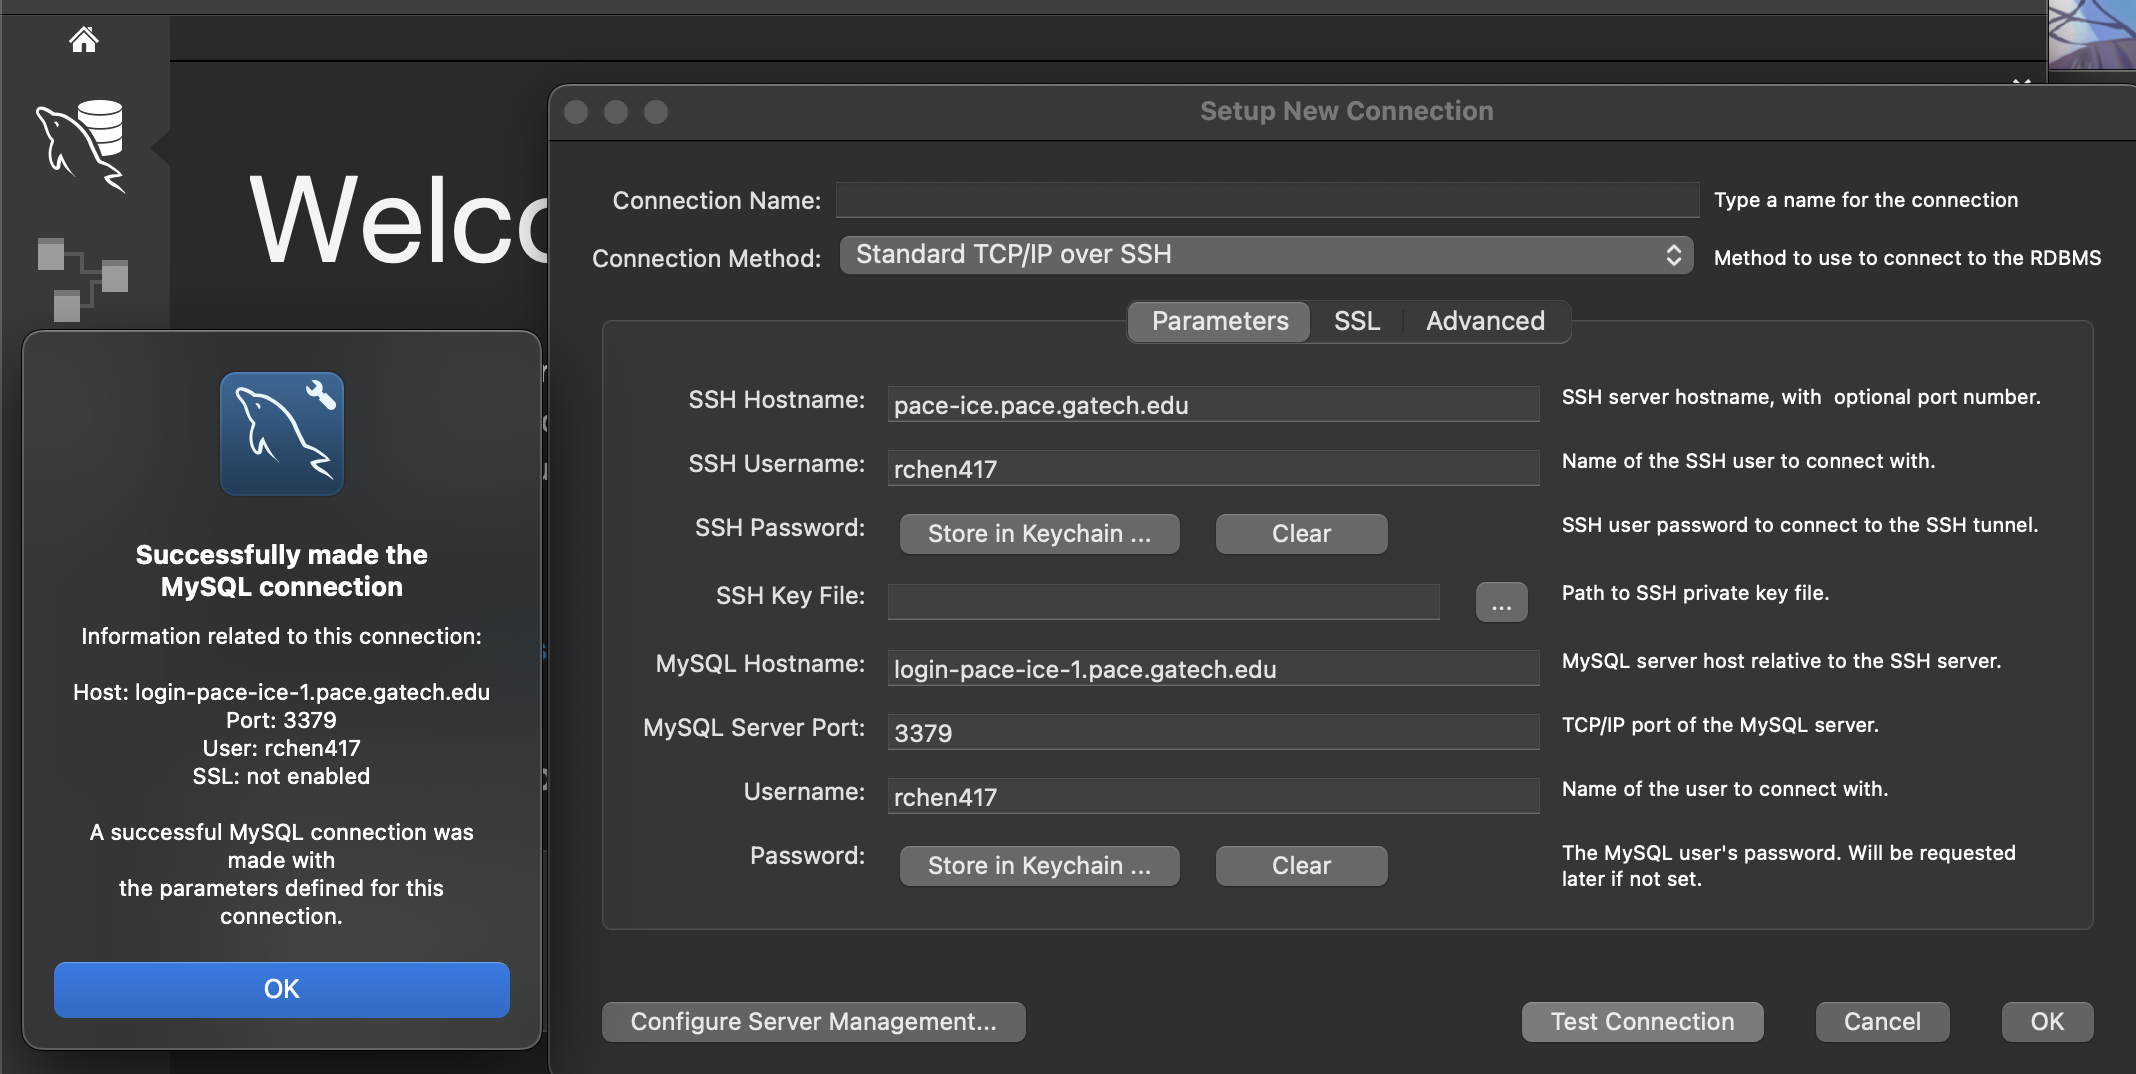 Setup New Connection
Welco
Connection Name:
Type a name for the connection
Connection Method:
Standard TCP/IP over SSH
Method to use to connect to the RDBMS
Parameters
SSL
Advanced
SSH Hostname:
pace-ice.pace.gatech.edu
SSH server hostname, with  optional port number.
SSH Username:
rchen417
Name of the SSH user to connect with.
SSH Password:
Store in Keychain ...
Clear
SSH user password to connect to the SSH tunnel.
SSH Key File:
...
Path to SSH private key file.
MySQL Hostname:
login-pace-ice-1.pace.gatech.edu
MySQL server host relative to the SSH server.
MySQL Server Port:
3379
TCP/IP port of the MySQL server.
Username:
rchen417
Name of the user to connect with.
Password:
Store in Keychain ...
Clear
The MySQL user's password. Will be requested
later if not set.
Configure Server Management...
Test Connection
Cancel
OK
Successfully made the
MySQL connection
Information related to this connection:
Host: login-pace-ice-1.pace.gatech.edu
Port: 3379
User: rchen417
SSL: not enabled
A successful MySQL connection was
made with
the parameters defined for this
connection.
OK